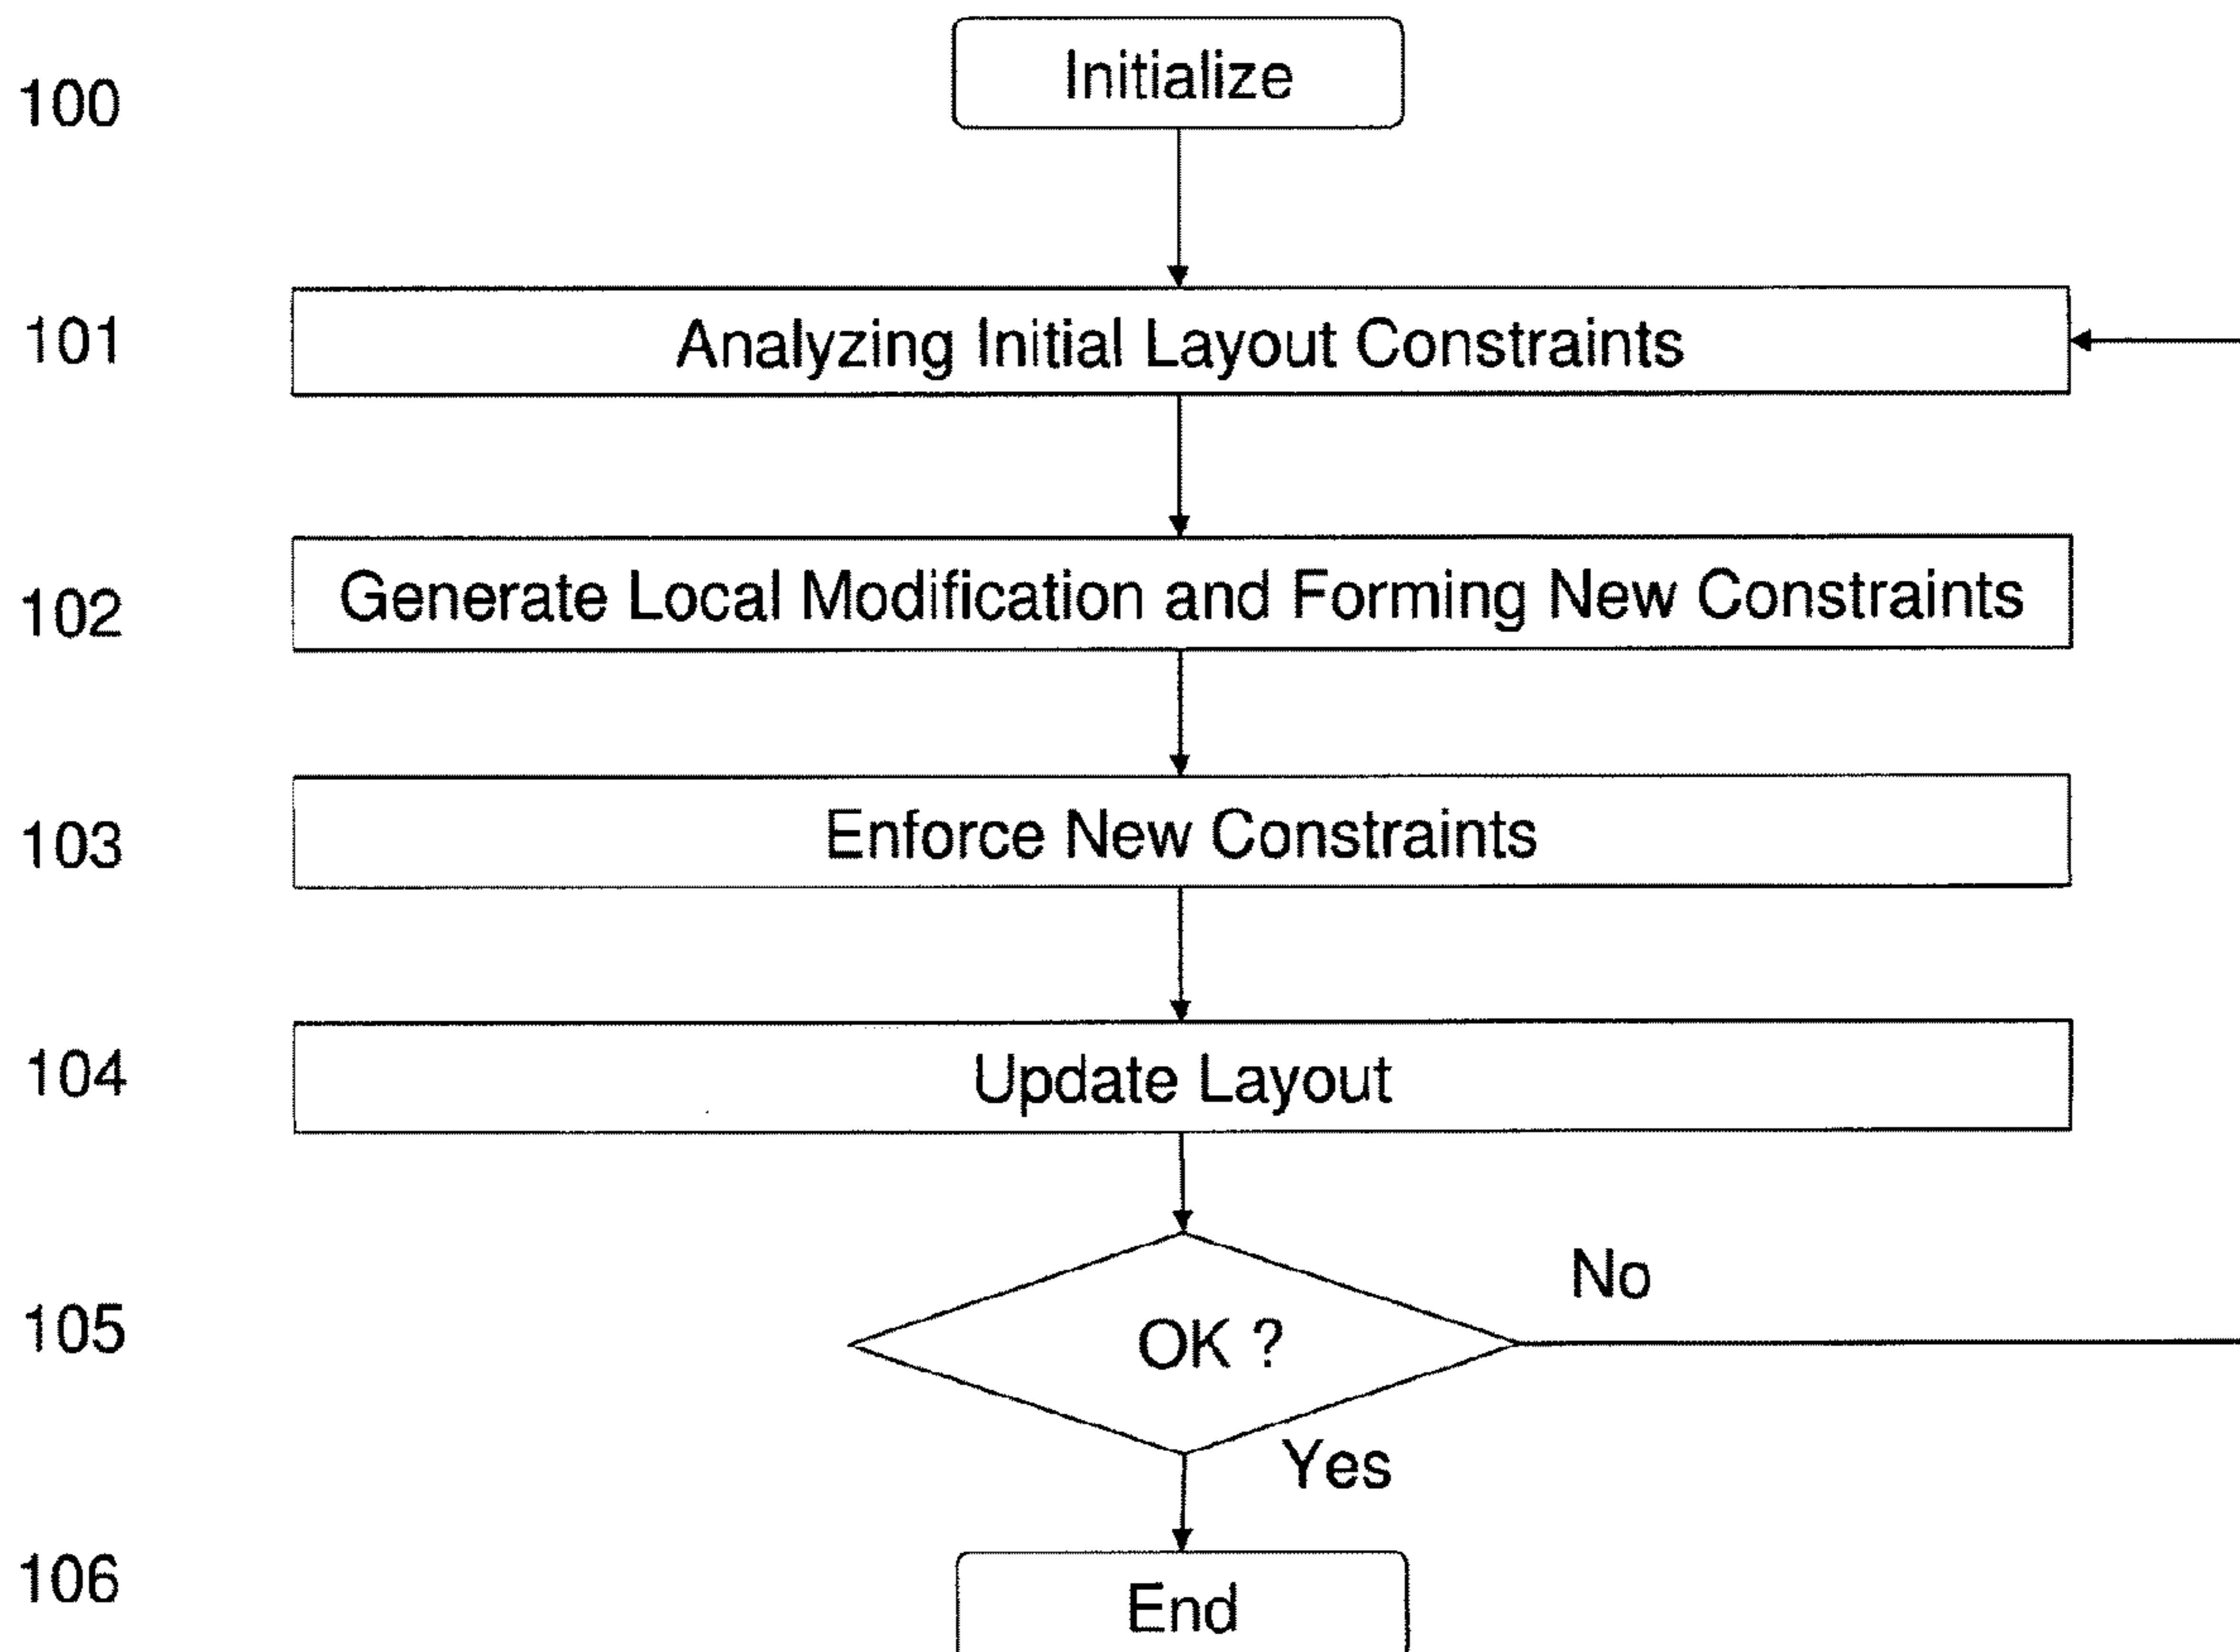 100
Initialize
101
Analyzing Initial Layout Constraints
102
Generate Local Modification and Forming New Constraints
103
Enforce New Constraints
104
Update Layout
105
OK ?
No
Yes
106
End